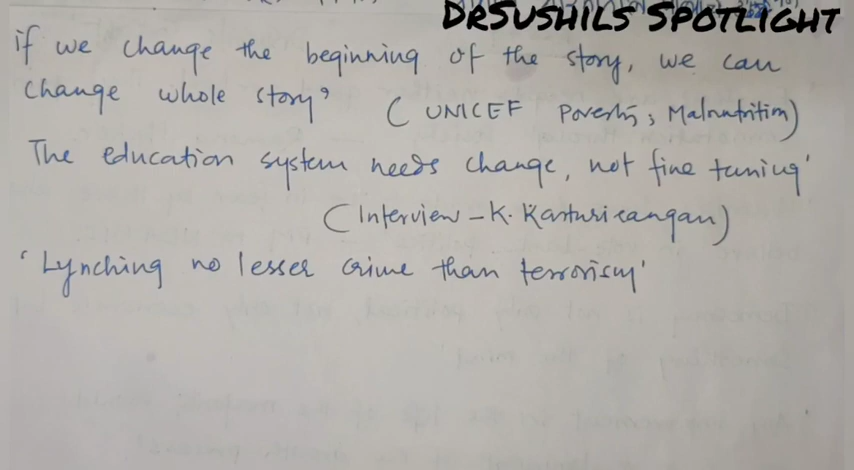 DRSUSHILS SPOTLIGHT
if we change the beginning of the story, we can
change whole story'
( UNICEF Poverty, Malnutrition)
The education system needs change, not fine tuning'
(Interview - K. Kasturirangan)
'Lynching no lesser crime than terrorism'